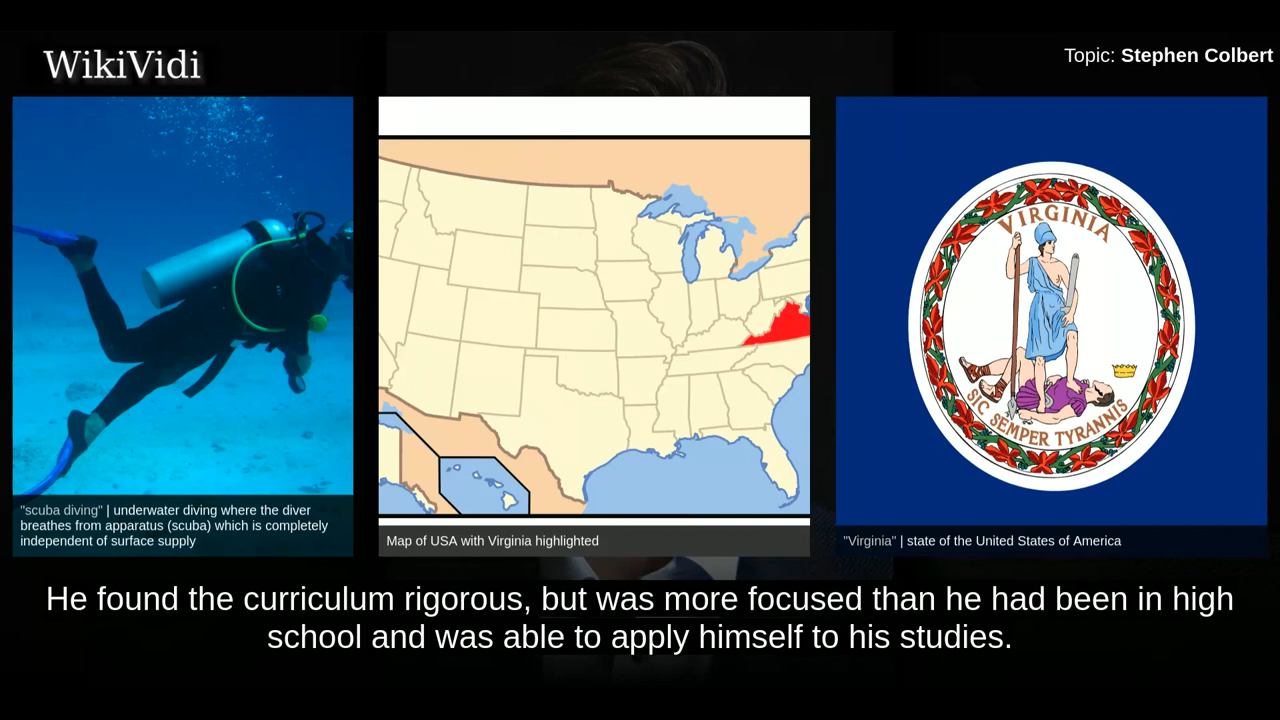 WikiVidi
Topic: Stephen Colbert
VIRGINIA
SIC SEMPER TYRANNIS
"scuba diving" | underwater diving where the diver
breathes from apparatus (scuba) which is completely
independent of surface supply
Map of USA with Virginia highlighted
"Virginia" | state of the United States of America
He found the curriculum rigorous, but was more focused than he had been in high
school and was able to apply himself to his studies.